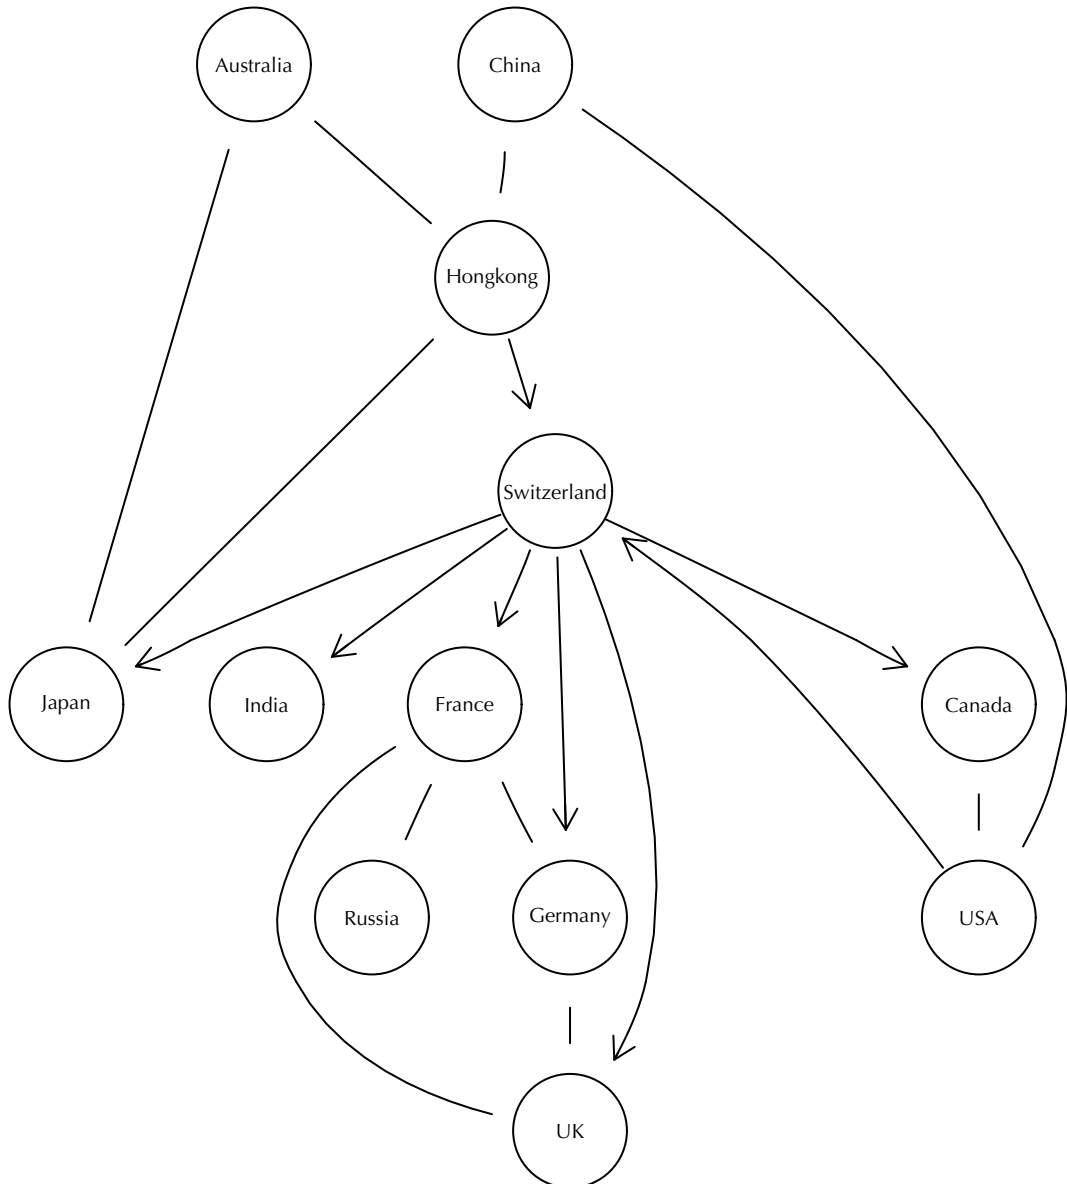 Australia
China
Hongkong
Switzerland
Japan
India
France
Canada
Russia
Germany
USA
UK